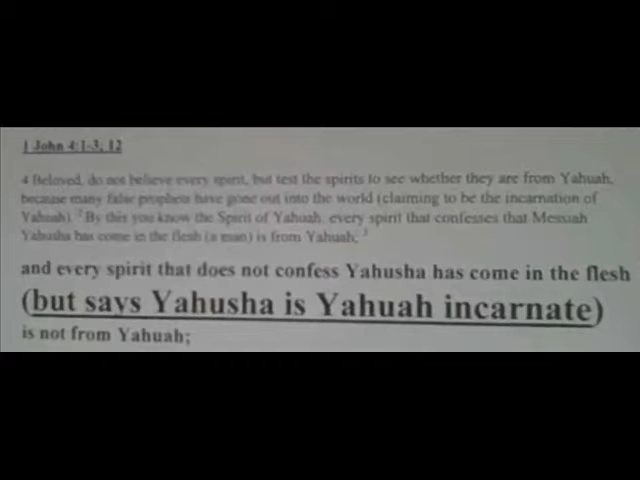 1 John 4:1-3, 12
4 Beloved, do not believe every spirit, but test the spirits to see whether they are from Yahuah,
because many false prophets have gone out into the world (claiming to be the incarnation of
Yahuah). 2 By this you know the Spirit of Yahuah: every spirit that confesses that Messiah
Yahusha has come in the flesh (a man) is from Yahuah; 3
and every spirit that does not confess Yahusha has come in the flesh
(but says Yahusha is Yahuah incarnate)
is not from Yahuah;